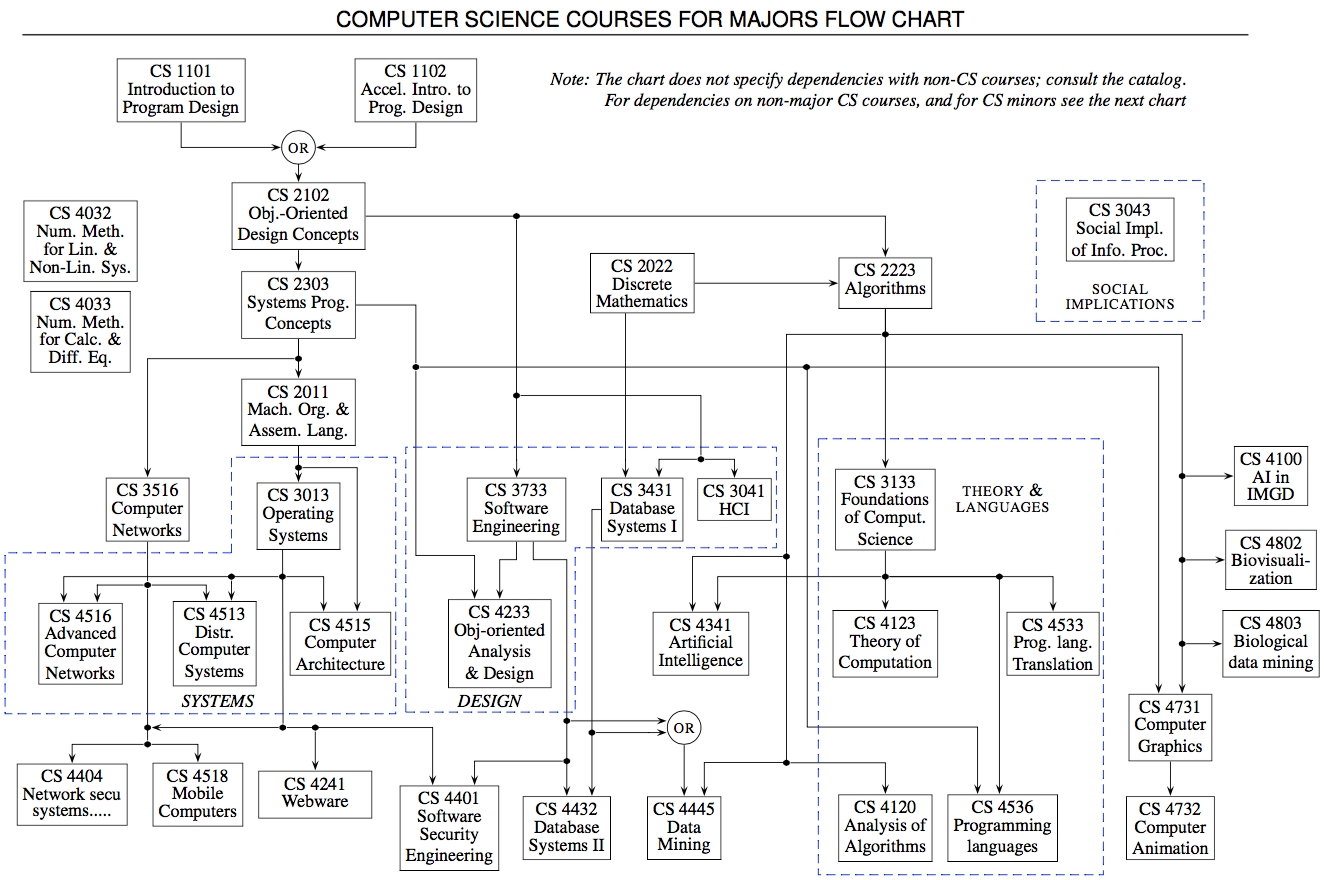 COMPUTER SCIENCE COURSES FOR MAJORS FLOW CHART
CS 1101
Introduction to
Program Design
CS 1102
Accel. Intro. to
Prog. Design
Note: The chart does not specify dependencies with non-CS courses; consult the catalog.
For dependencies on non-major CS courses, and for CS minors see the next chart
OR
CS 2102
Obj.-Oriented
Design Concepts
CS 4032
Num. Meth.
for Lin. &
Non-Lin. Sys.
CS 3043
Social Impl.
of Info. Proc.
SOCIAL
IMPLICATIONS
CS 2303
Systems Prog.
Concepts
CS 2022
Discrete
Mathematics
CS 2223
Algorithms
CS 4033
Num. Meth.
for Calc. &
Diff. Eq.
CS 2011
Mach. Org. &
Assem. Lang.
CS 3516
Computer
Networks
CS 3013
Operating
Systems
CS 3733
Software
Engineering
CS 3431
Database
Systems I
CS 3041
HCI
CS 3133
Foundations
of Comput.
Science
THEORY &
LANGUAGES
CS 4100
AI in
IMGD
CS 4802
Biovisuali-
zation
CS 4516
Advanced
Computer
Networks
CS 4513
Distr.
Computer
Systems
CS 4515
Computer
Architecture
SYSTEMS
CS 4233
Obj-oriented
Analysis
& Design
DESIGN
CS 4341
Artificial
Intelligence
CS 4123
Theory of
Computation
CS 4533
Prog. lang.
Translation
CS 4803
Biological
data mining
CS 4731
Computer
Graphics
OR
CS 4404
Network secu
systems.....
CS 4518
Mobile
Computers
CS 4241
Webware
CS 4401
Software
Security
Engineering
CS 4432
Database
Systems II
CS 4445
Data
Mining
CS 4120
Analysis of
Algorithms
CS 4536
Programming
languages
CS 4732
Computer
Animation